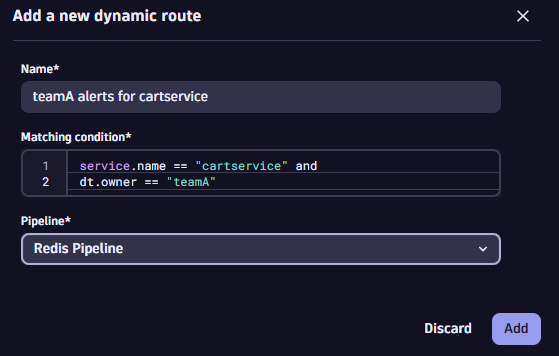 Add a new dynamic route
Name*
teamA alerts for cartservice
Matching condition*
1 service.name == "cartservice" and
2 dt.owner == "teamA"
Pipeline*
Redis Pipeline
Discard Add